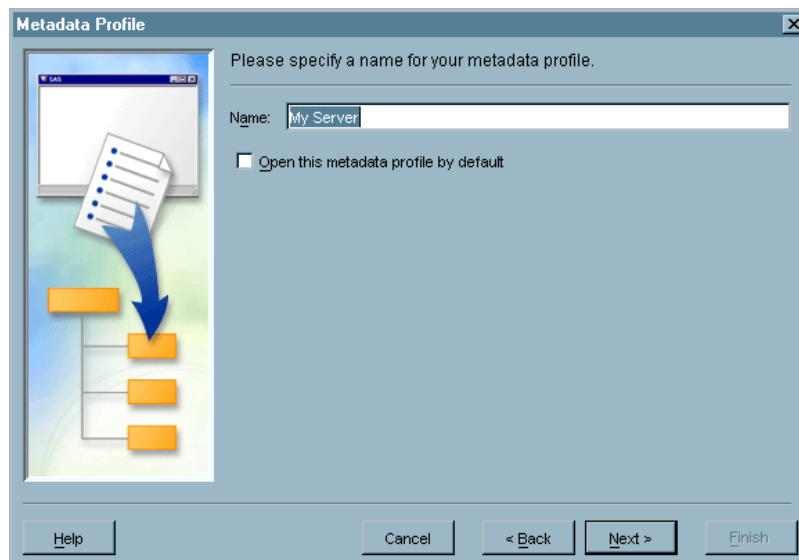 Metadata Profile
SAS
Please specify a name for your metadata profile.
Name: My Server
Open this metadata profile by default
Help Cancel < Back Next > Finish